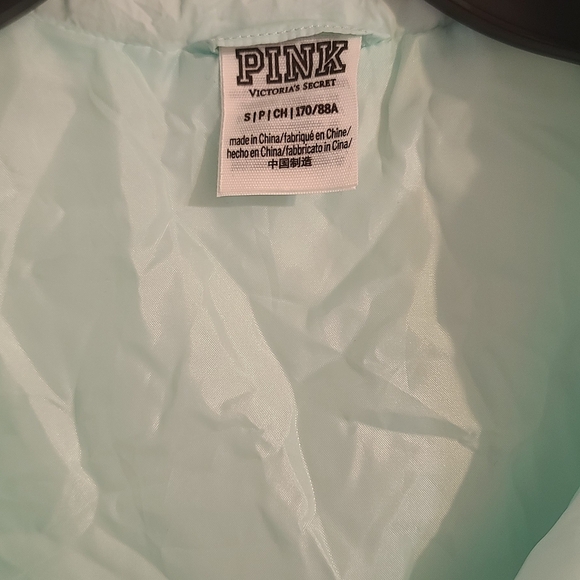 PINK
VICTORIA'S SECRET
S|P|CH|170/88A
made in China/fabriqué en Chine/
hecho en China/fabbricato in Cina/
中国制造